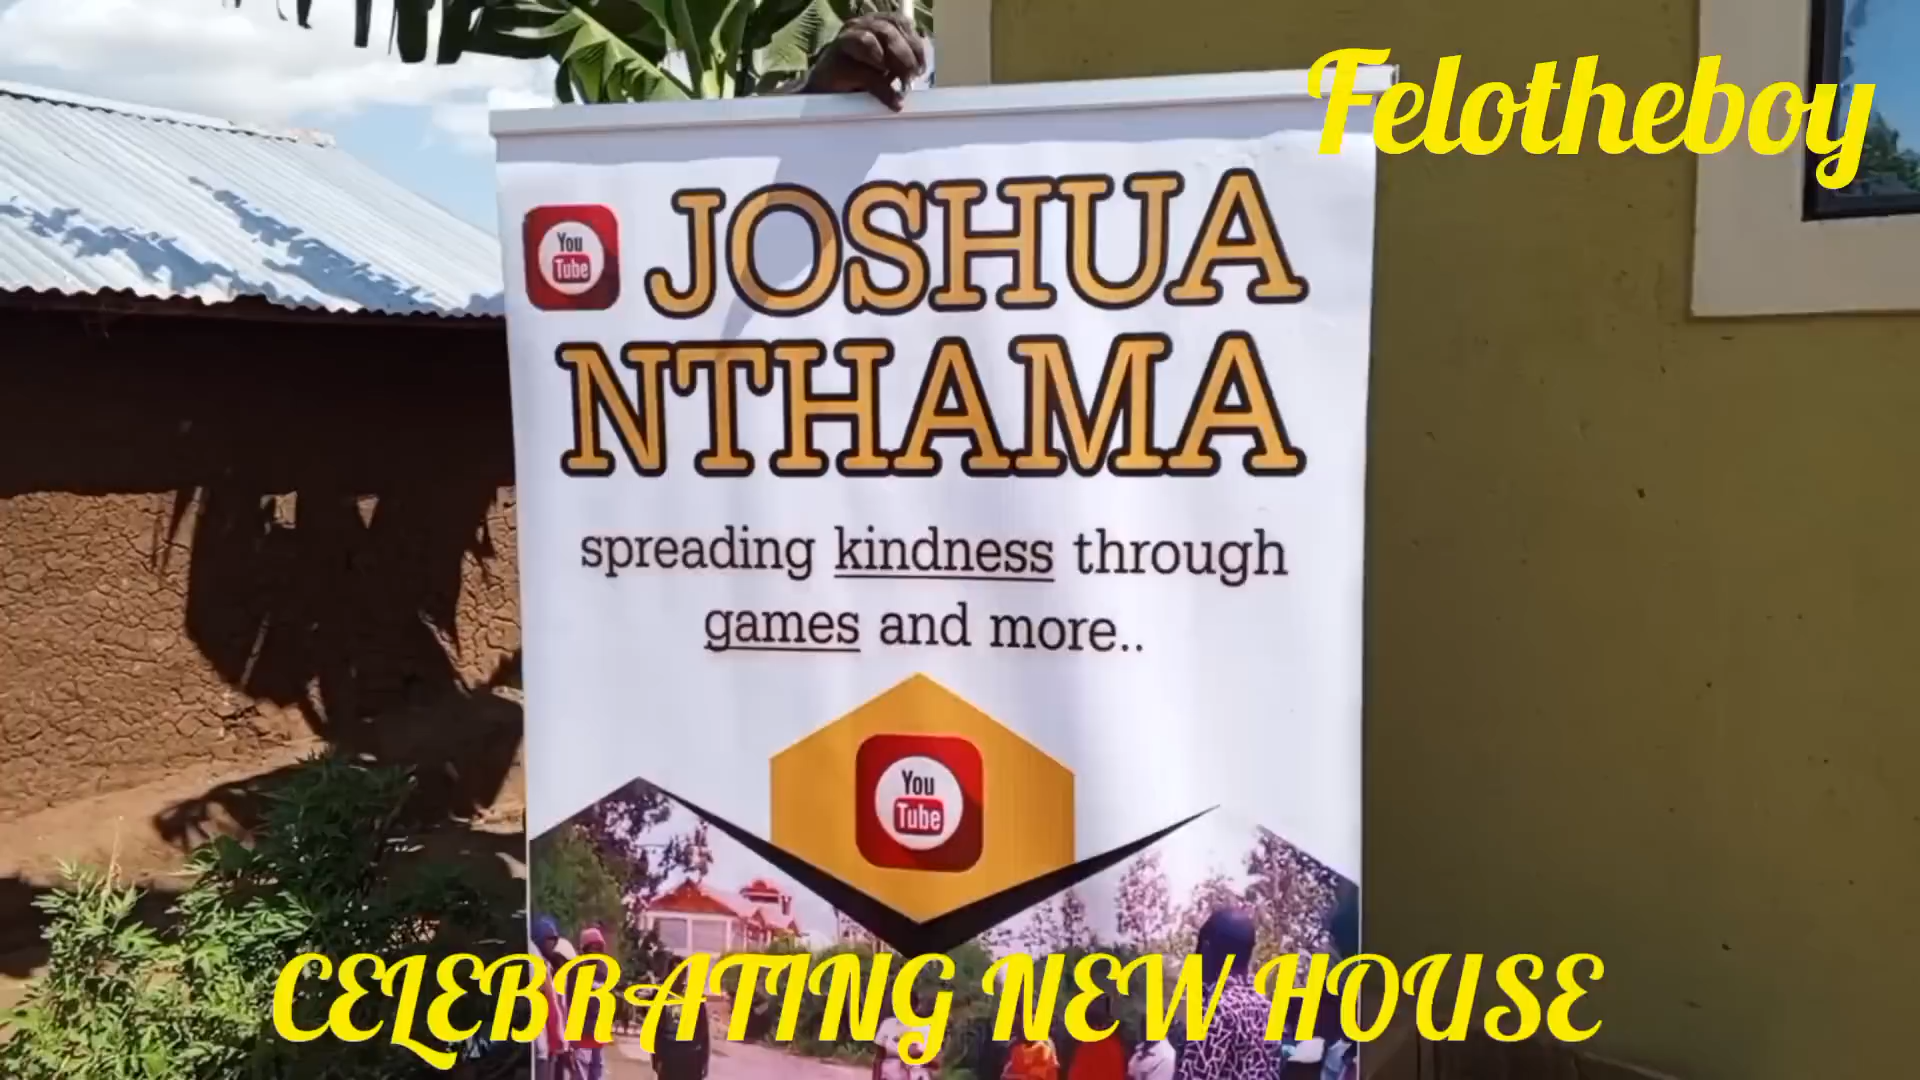 Felotheboy
You
Tube
JOSHUA
NTHAMA
spreading kindness through
games and more..
You
Tube
CELEBRATING NEW HOUSE